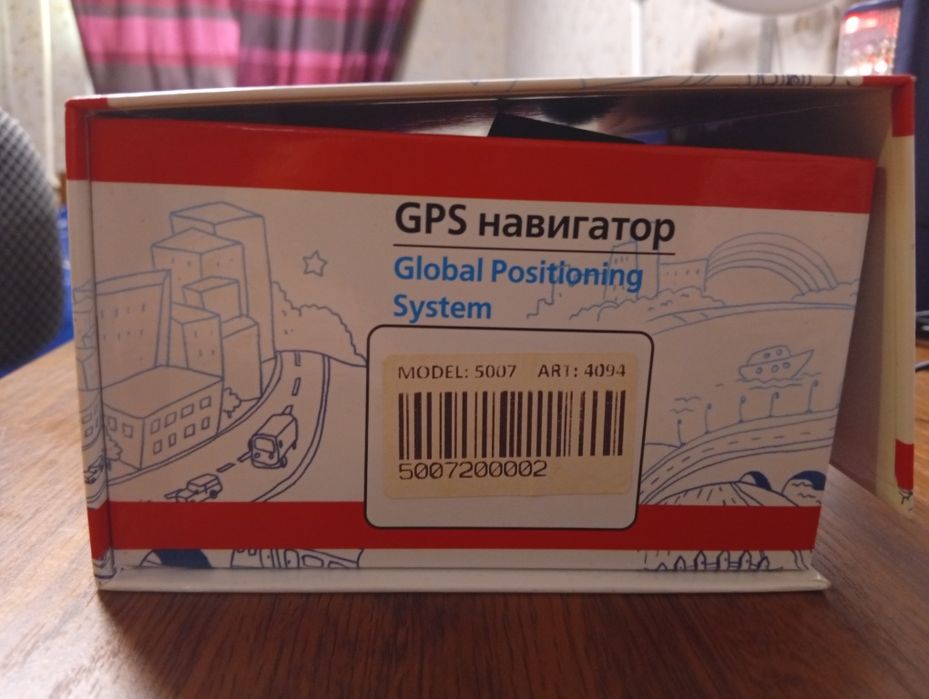 GPS навигатор
Global Positioning
System
MODEL: 5007 ART: 4094
5007200002